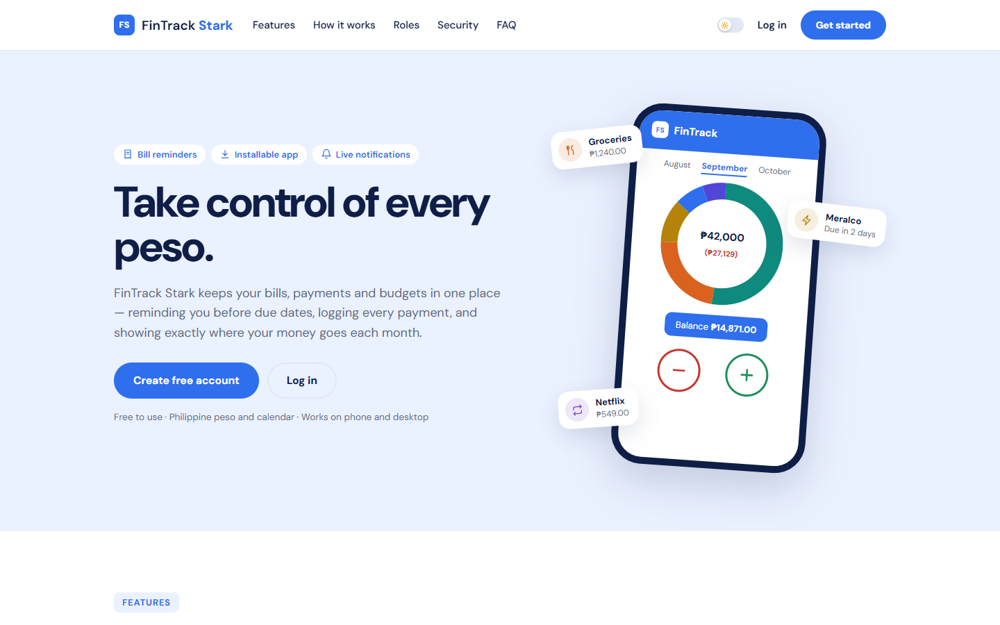 FS FinTrack Stark Features How it works Roles Security FAQ Log in Get started
Bill reminders Installable app Live notifications
Take control of every
peso.
FinTrack Stark keeps your bills, payments and budgets in one place
— reminding you before due dates, logging every payment, and
showing exactly where your money goes each month.
Create free account Log in
Free to use · Philippine peso and calendar · Works on phone and desktop
FS FinTrack
Groceries
₱1,240.00
August September October
Meralco
Due in 2 days
₱42,000
(₱27,129)
Balance ₱14,871.00
Netflix
₱549.00
FEATURES